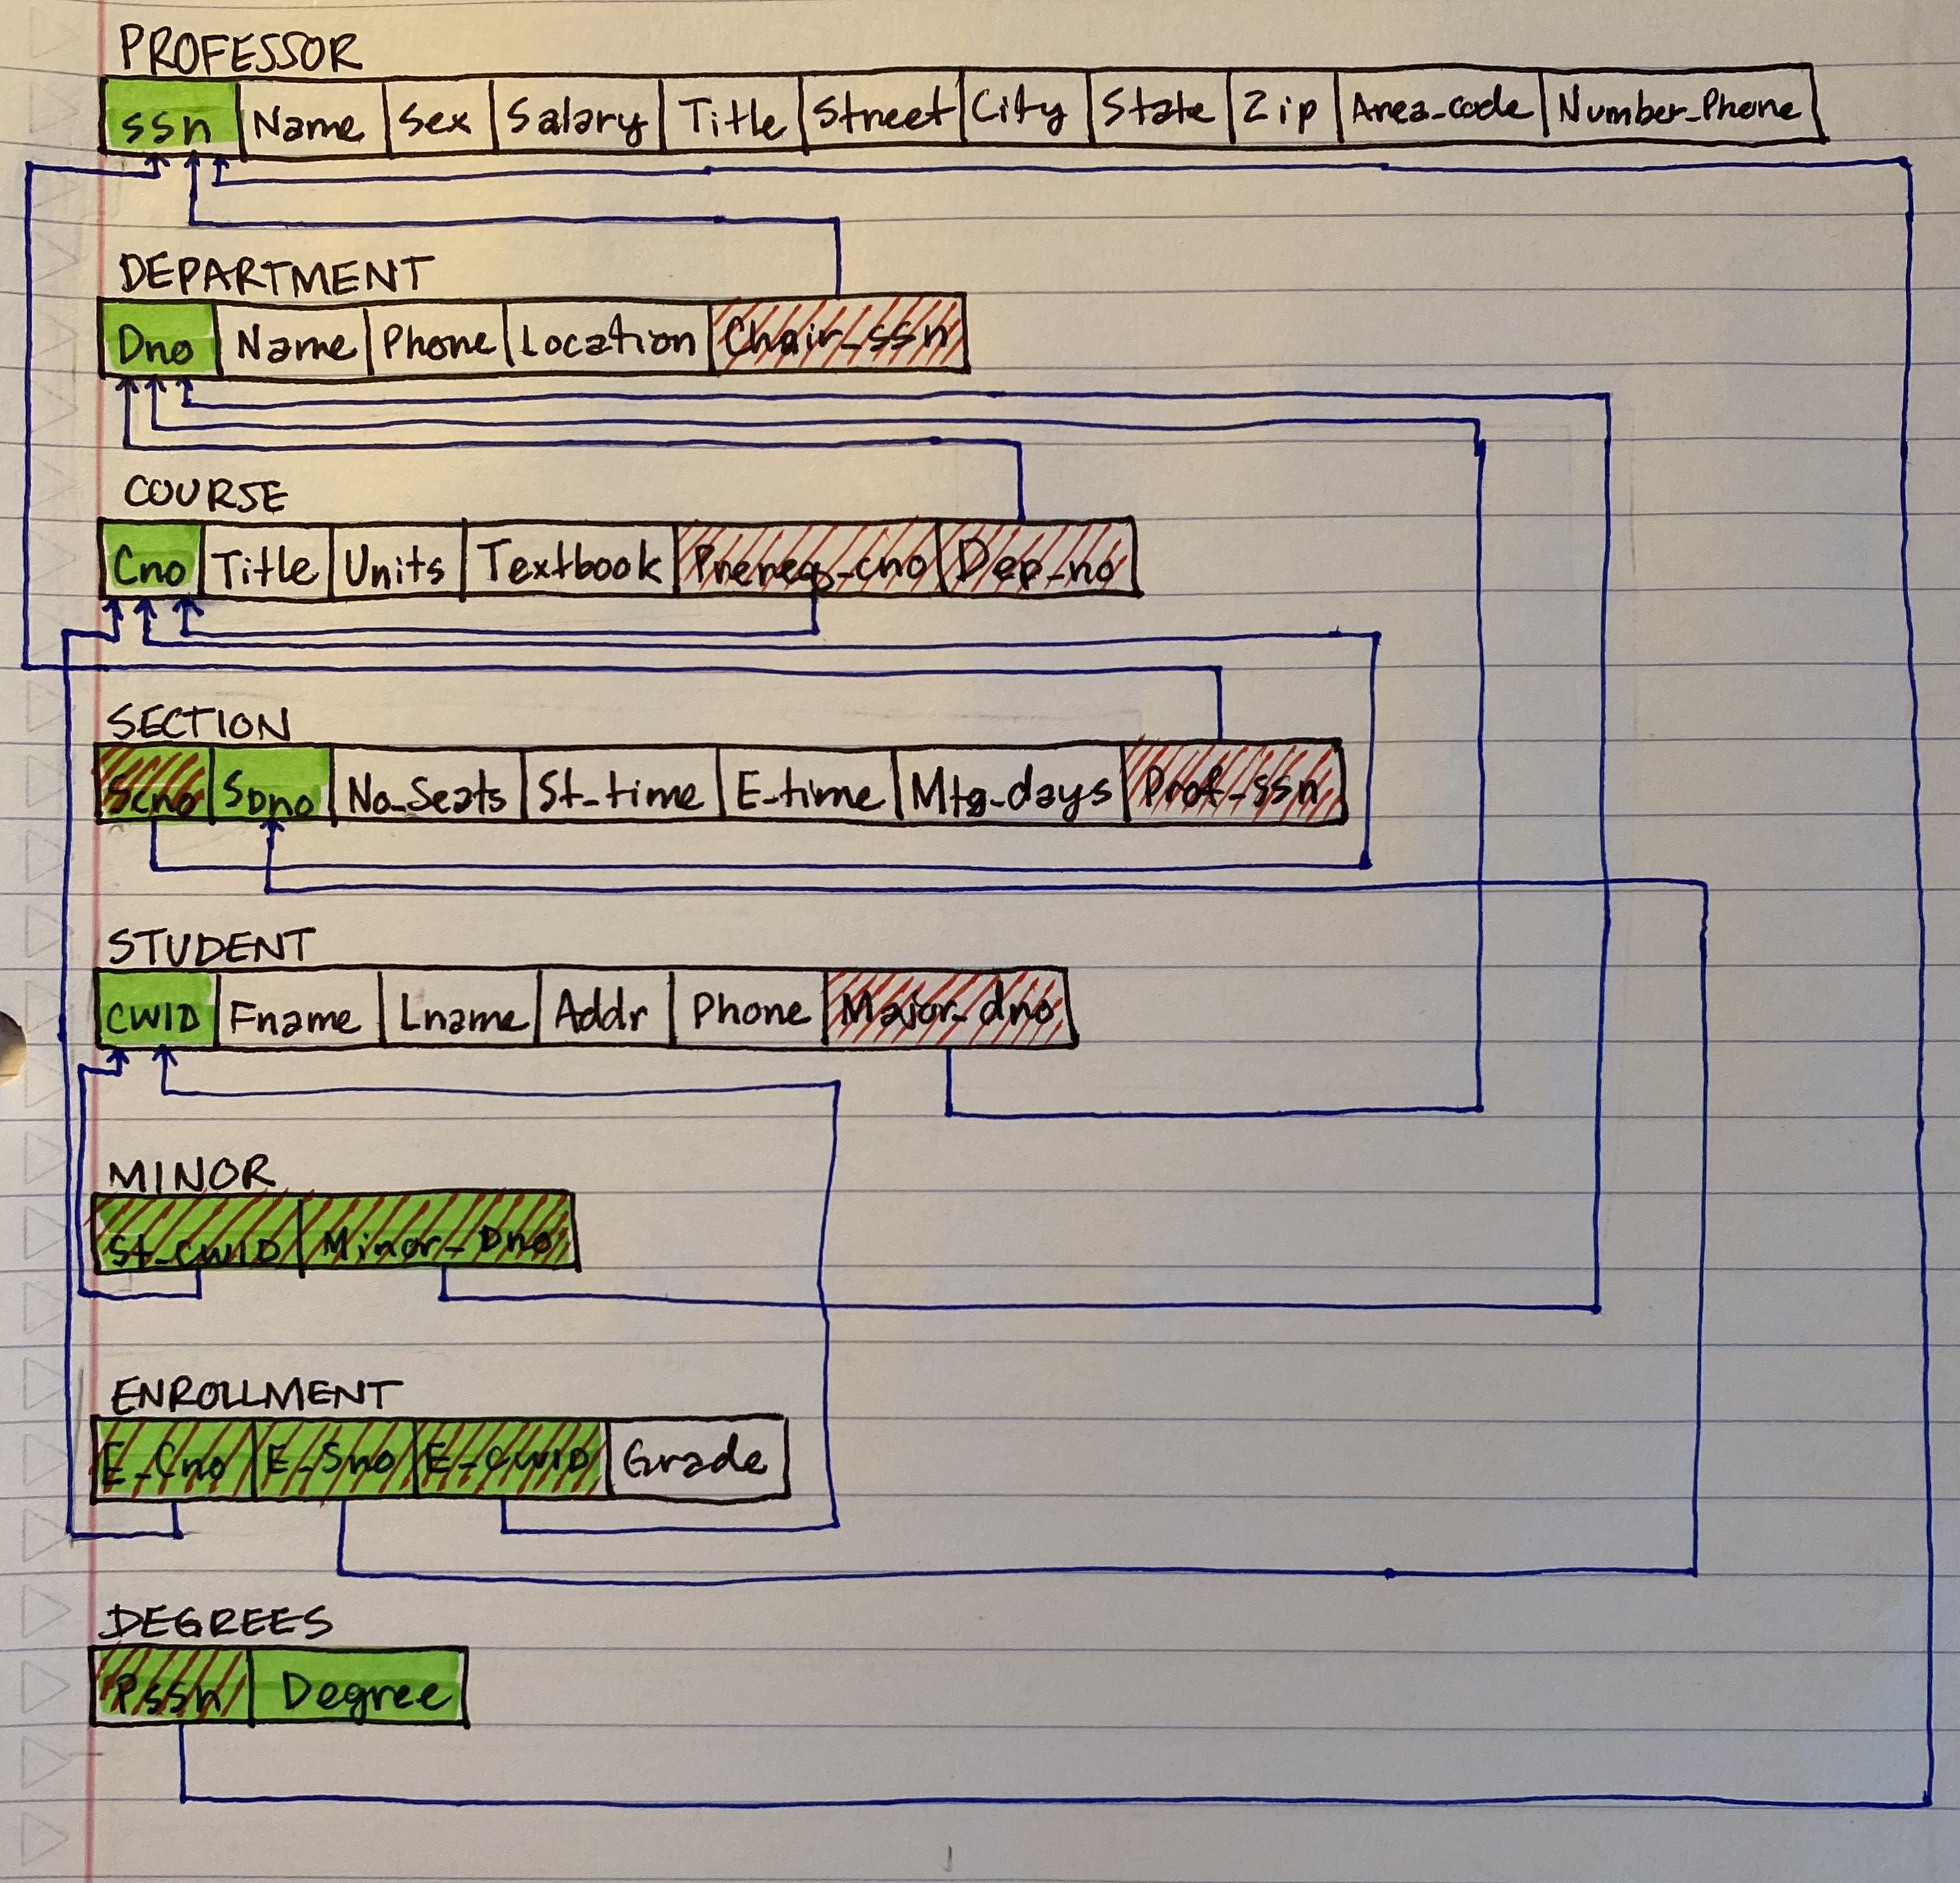 PROFESSOR
ssn Name Sex Salary Title Street City State Zip Area_code Number_Phone
DEPARTMENT
Dno Name Phone Location Chair_ssn
COURSE
Cno Title Units Textbook Prereq_cno Dep_no
SECTION
Scno SDno No_Seats St_time E_time Mtg_days Prof_ssn
STUDENT
CWID Fname Lname Addr Phone Major_dno
MINOR
St_CWID Minor_Dno
ENROLLMENT
E_Cno E_Sno E_CWID Grade
DEGREES
Pssn Degree